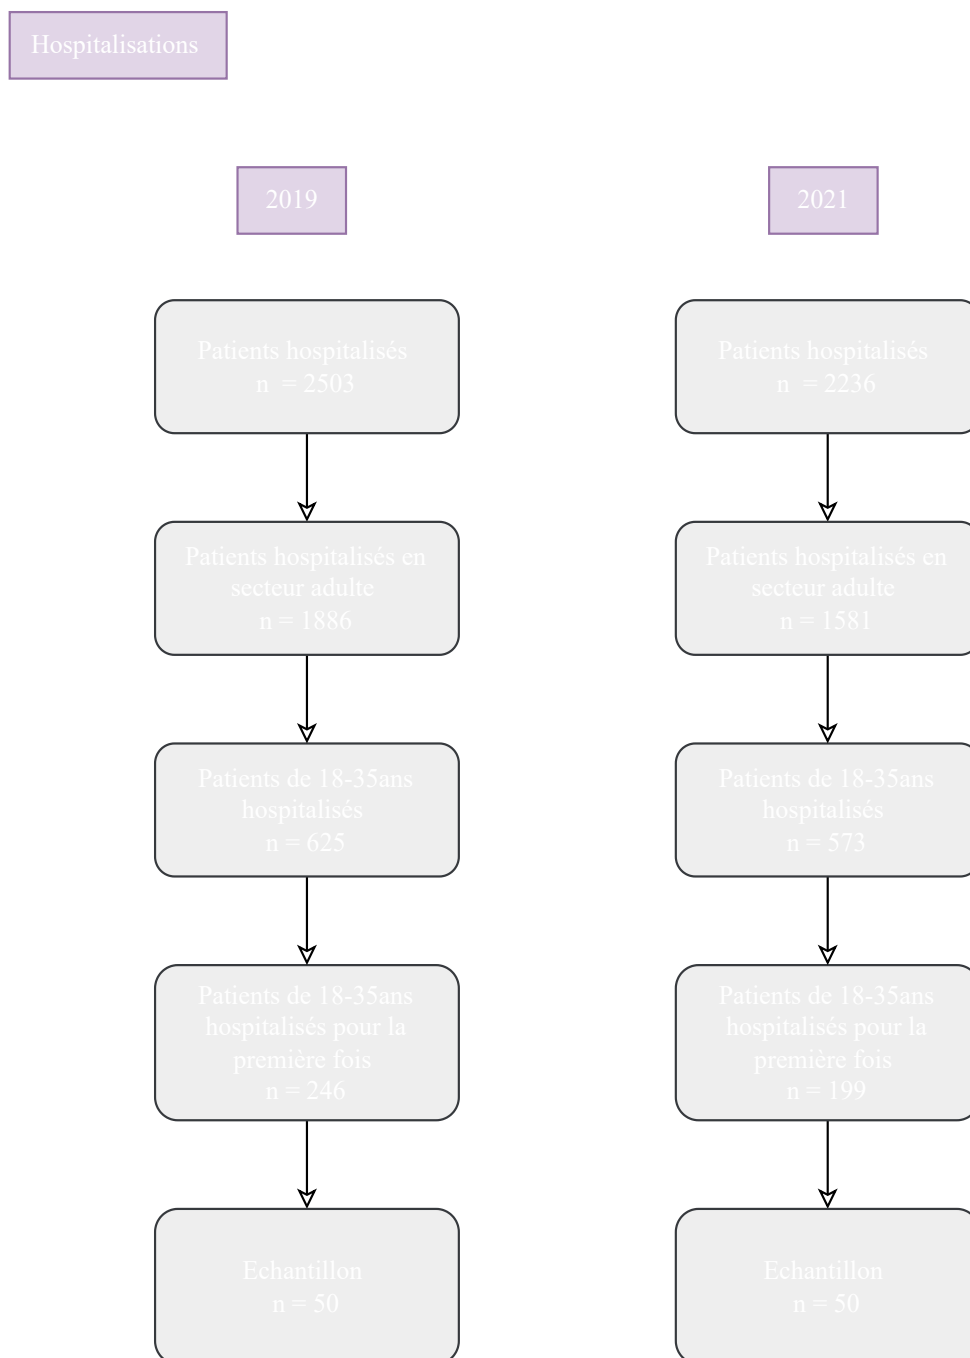 Hospitalisations
2019
2021
Patients hospitalisés
n  = 2503
Patients hospitalisés
n  = 2236
Patients hospitalisés en
secteur adulte
n = 1886
Patients hospitalisés en
secteur adulte
n = 1581
Patients de 18-35ans
hospitalisés
n = 625
Patients de 18-35ans
hospitalisés
n = 573
Patients de 18-35ans
hospitalisés pour la
première fois
n = 246
Patients de 18-35ans
hospitalisés pour la
première fois
n = 199
Echantillon
n = 50
Echantillon
n = 50